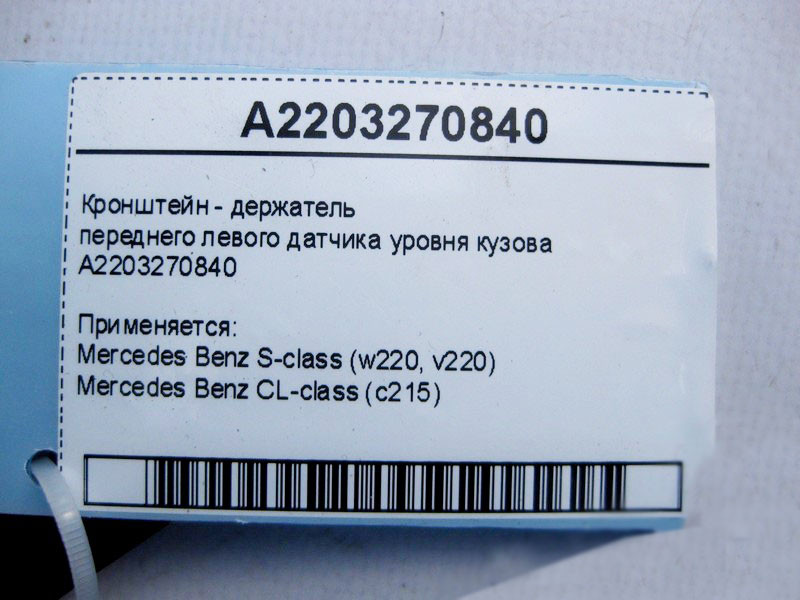 A2203270840
Кронштейн - держатель
переднего левого датчика уровня кузова
A2203270840
Применяется:
Mercedes Benz S-class (w220, v220)
Mercedes Benz CL-class (c215)